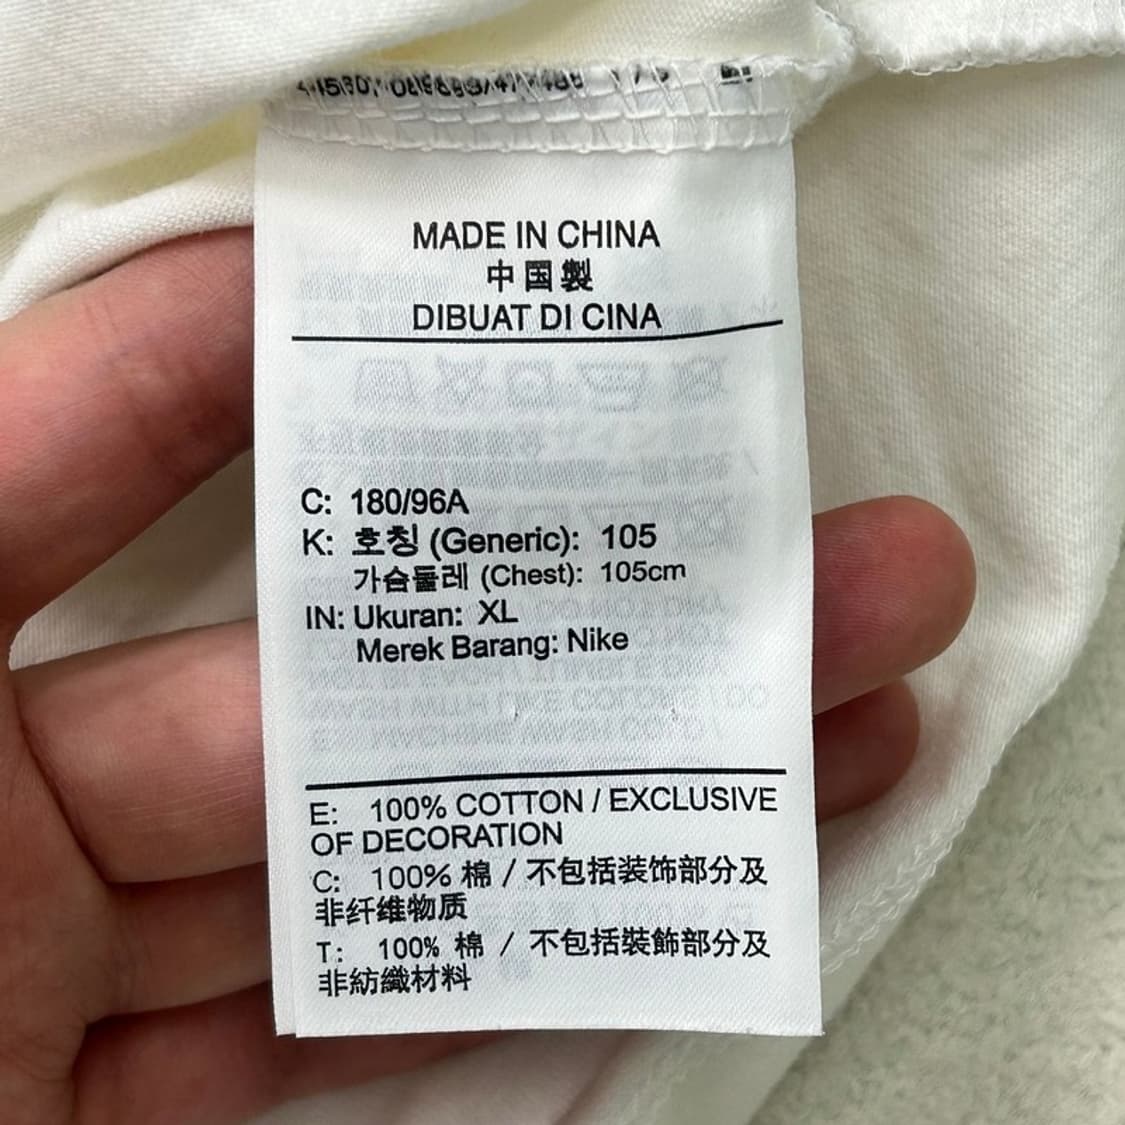 MADE IN CHINA
中国製
DIBUAT DI CINA
C: 180/96A
K: 호칭 (Generic): 105
가슴둘레 (Chest): 105cm
IN: Ukuran: XL
Merek Barang: Nike
E: 100% COTTON / EXCLUSIVE
OF DECORATION
C: 100% 棉 / 不包括装饰部分及
非纤维物质
T: 100% 棉 / 不包括裝飾部分及
非紡織材料